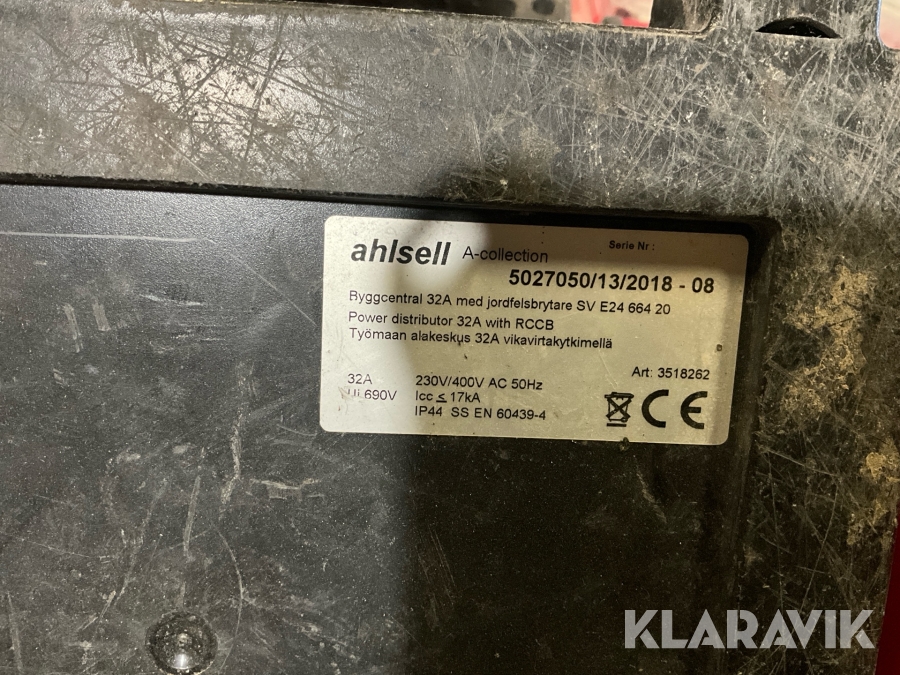 ahlsell A-collection Serie Nr :
5027050/13/2018 - 08
Byggcentral 32A med jordfelsbrytare SV E24 664 20
Power distributor 32A with RCCB
Työmaan alakeskus 32A vikavirtakytkimellä
Art: 3518262
32A 230V/400V AC 50Hz
Ui 690V Icc ≤ 17kA
IP44 SS EN 60439-4
CE
KLARAVIK